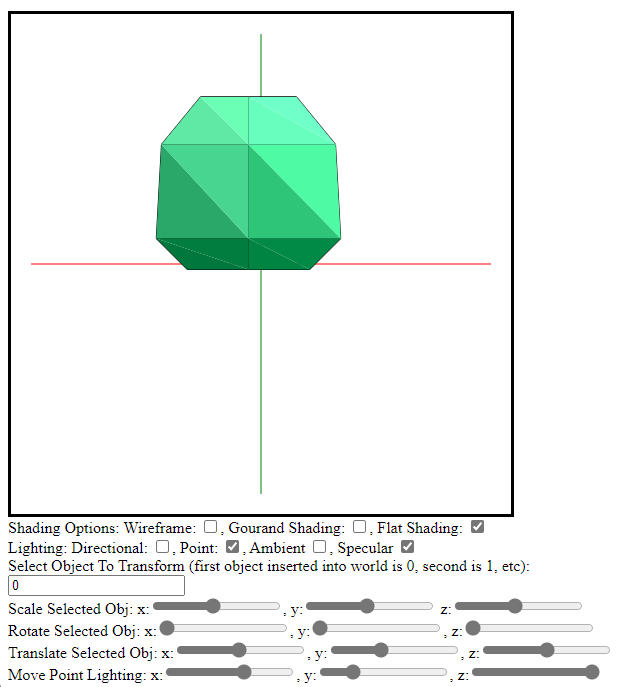 Shading Options: Wireframe: , Gourand Shading: , Flat Shading:
Lighting: Directional: , Point: , Ambient , Specular
Select Object To Transform (first object inserted into world is 0, second is 1, etc):
0
Scale Selected Obj: x: , y: z:
Rotate Selected Obj: x: , y: , z:
Translate Selected Obj: x: , y: , z:
Move Point Lighting: x: , y: , z: